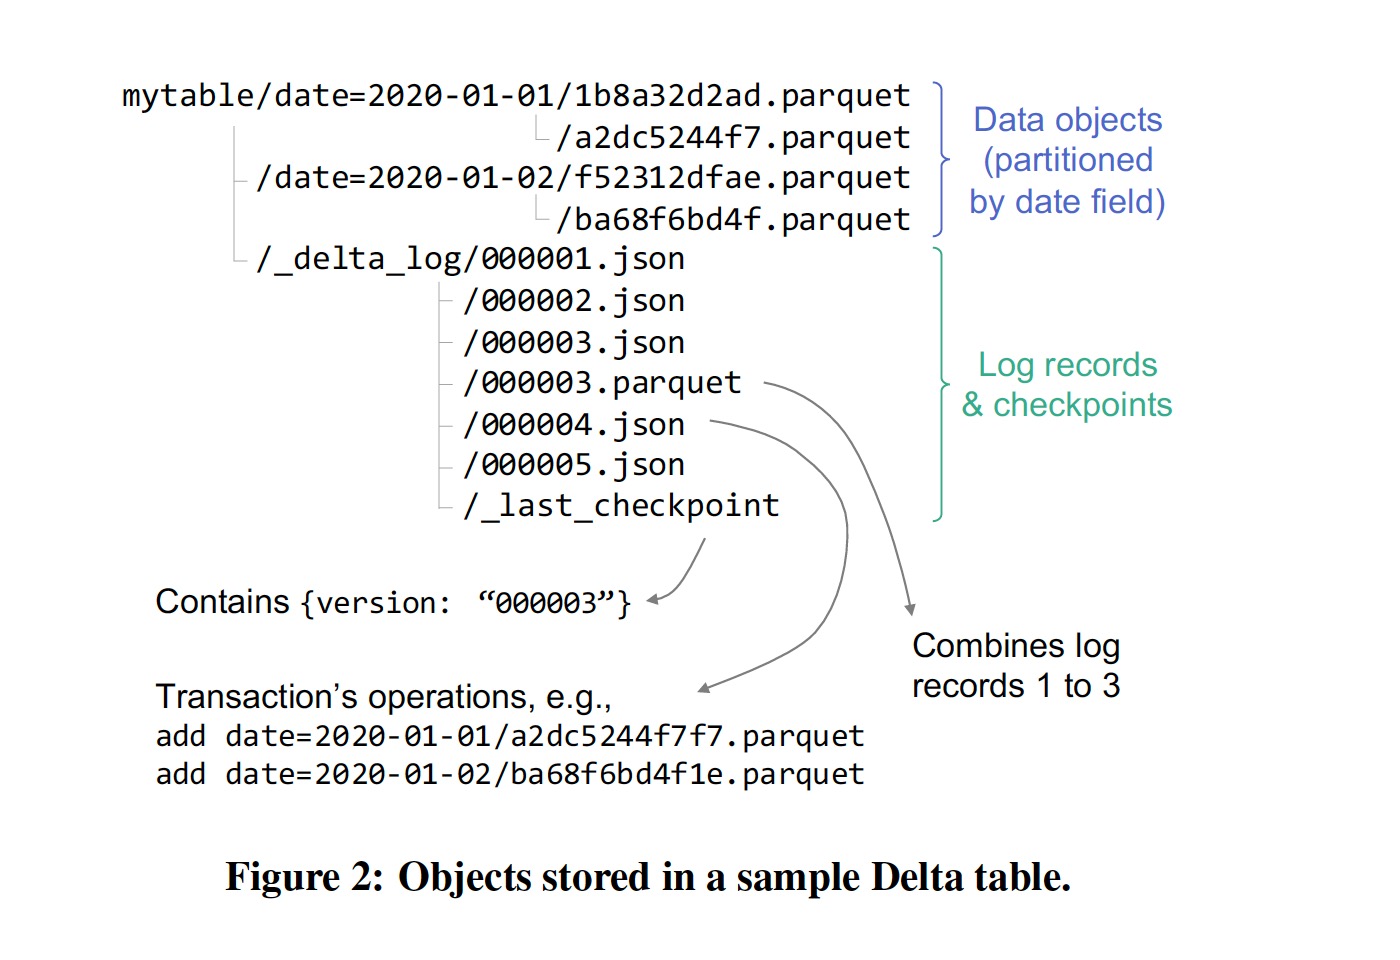 mytable/date=2020-01-01/1b8a32d2ad.parquet
/a2dc5244f7.parquet
/date=2020-01-02/f52312dfae.parquet
/ba68f6bd4f.parquet
/_delta_log/000001.json
/000002.json
/000003.json
/000003.parquet
/000004.json
/000005.json
/_last_checkpoint
Data objects
(partitioned
by date field)
Log records
& checkpoints
Contains {version: “000003”}
Combines log
records 1 to 3
Transaction’s operations, e.g.,
add date=2020-01-01/a2dc5244f7f7.parquet
add date=2020-01-02/ba68f6bd4f1e.parquet
Figure 2: Objects stored in a sample Delta table.